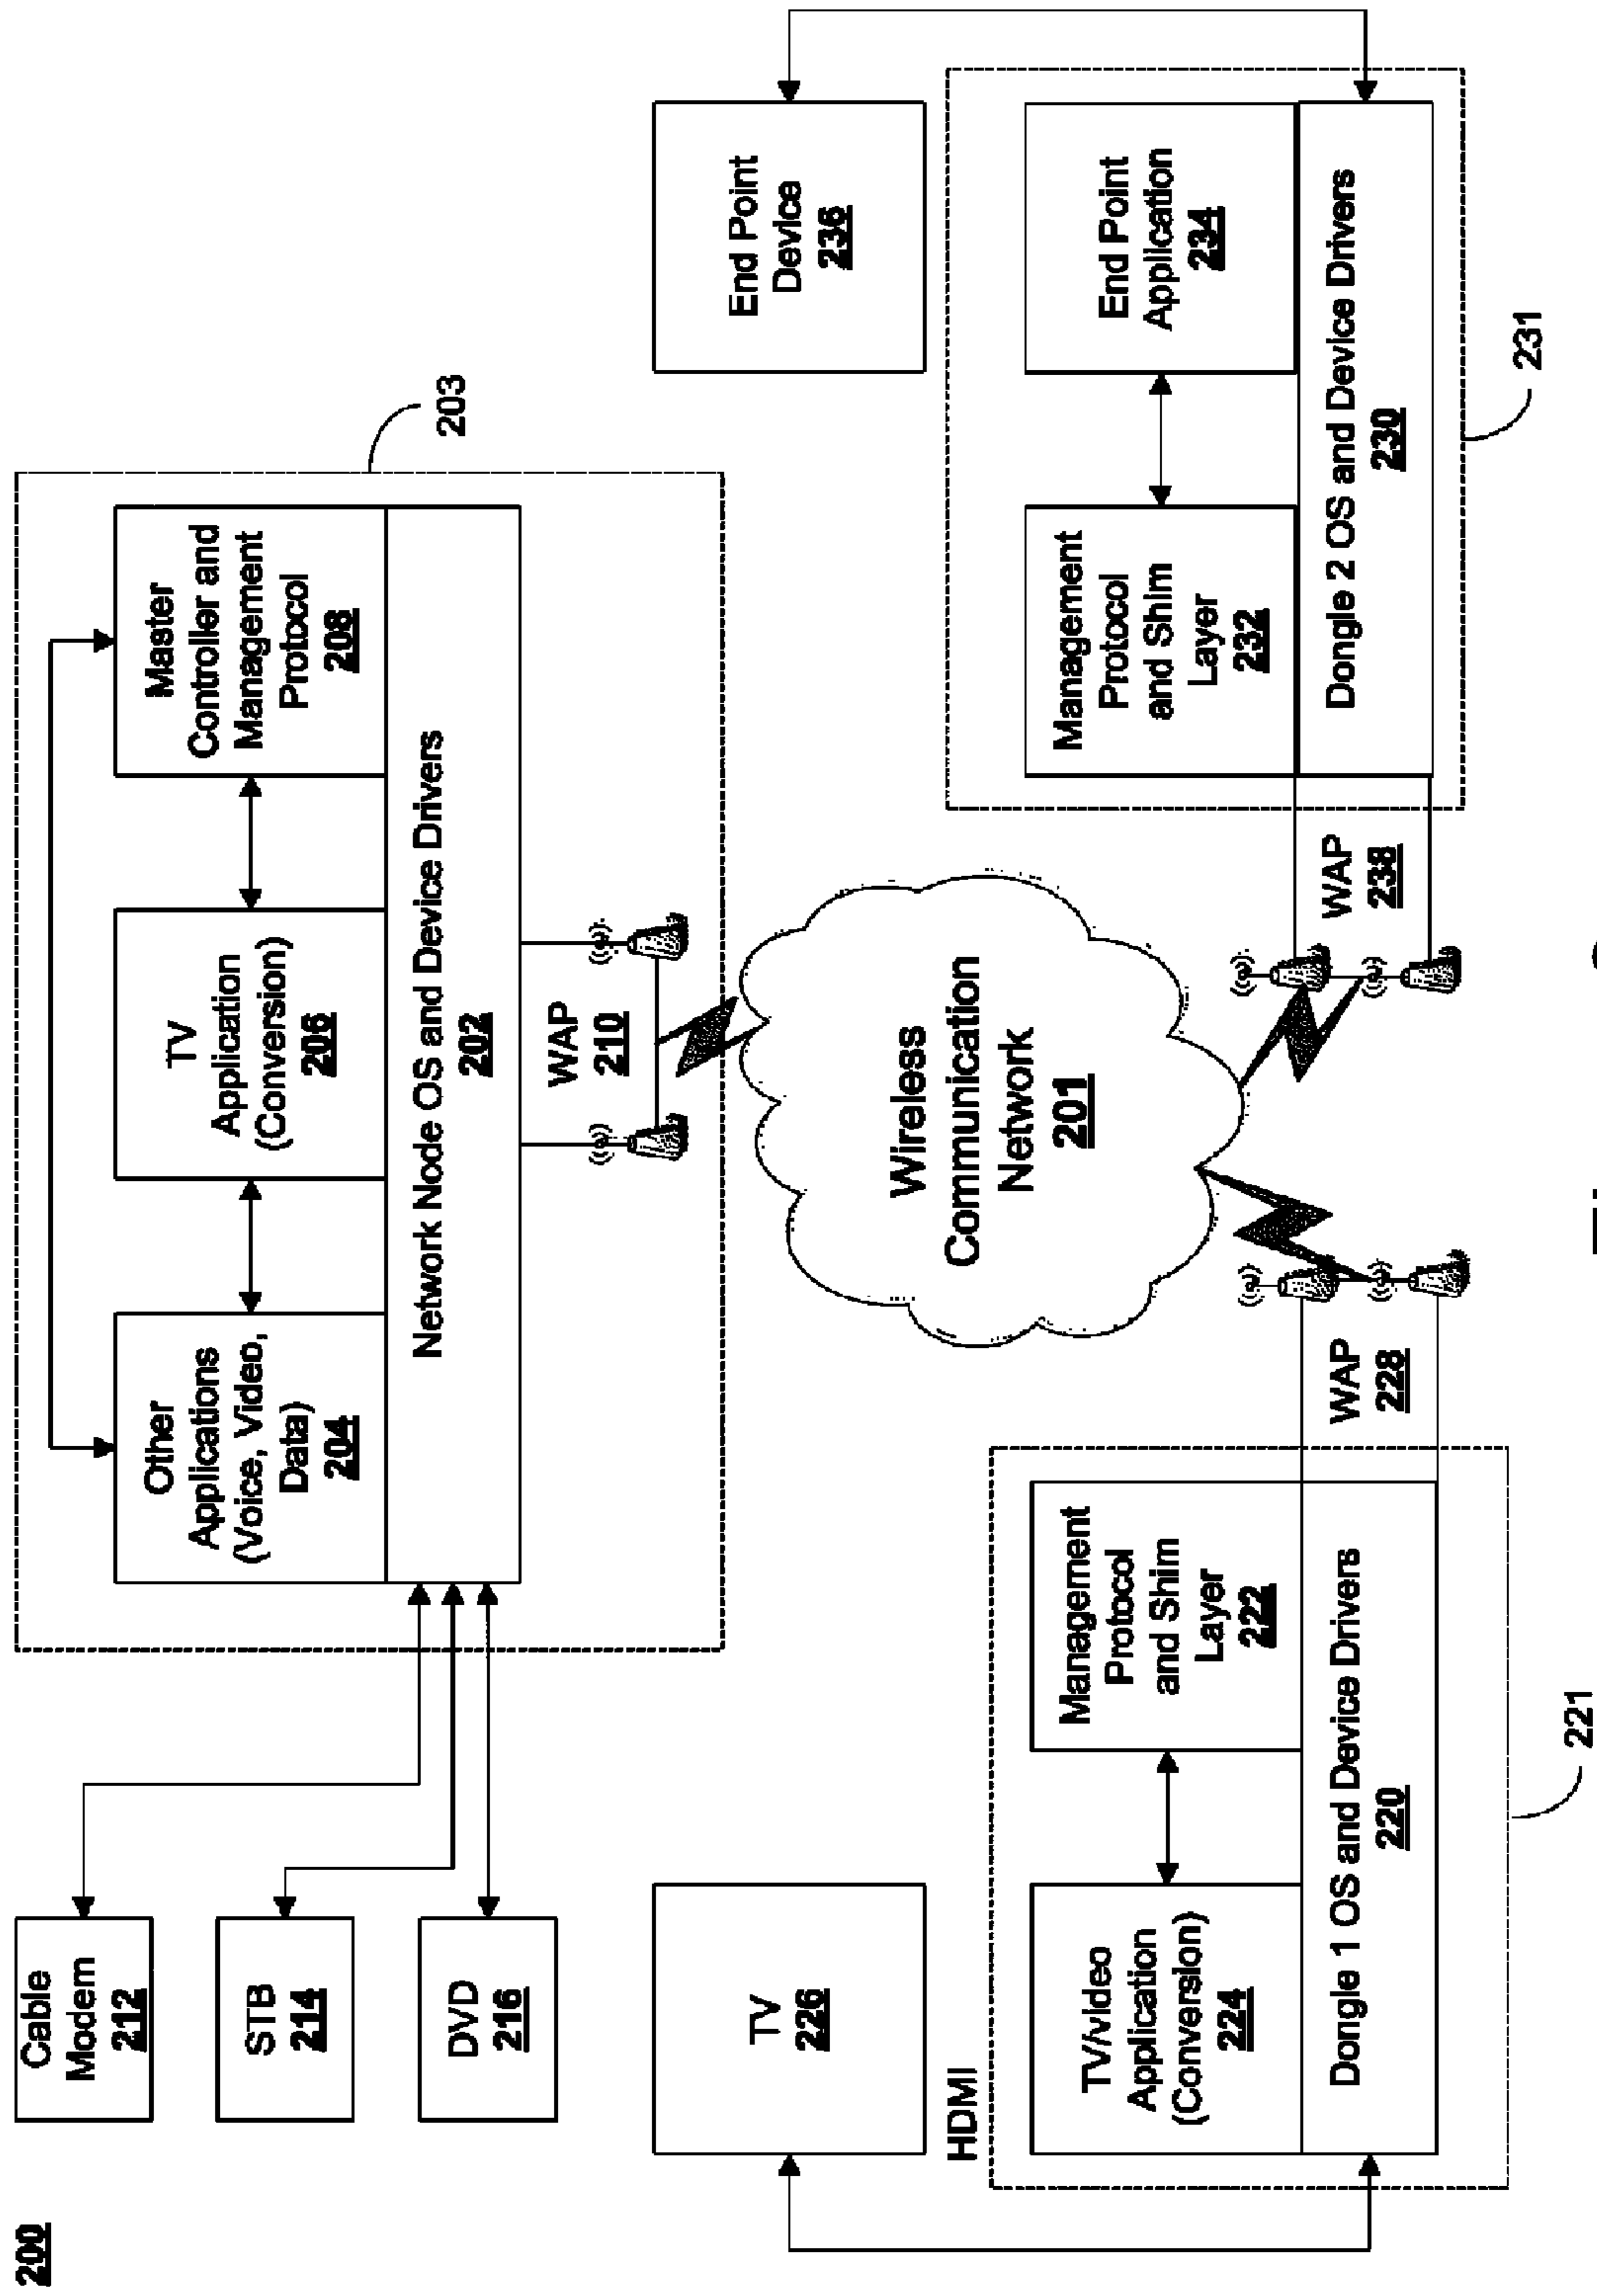 200
Cable
Modem
212
STB
214
DVD
216
Other
Applications
(Voice, Video,
Data)
204
TV
Application
(Conversion)
206
Master
Controller and
Management
Protocol
208
Network Node OS and Device Drivers
202
203
WAP
210
Wireless
Communication
Network
201
TV
226
HDMI
TV/video
Application
(Conversion)
224
Management
Protocol
and Shim
Layer
222
Dongle 1 OS and Device Drivers
220
221
WAP
228
WAP
238
Management
Protocol
and Shim
Layer
232
End Point
Application
234
Dongle 2 OS and Device Drivers
230
231
End Point
Device
236